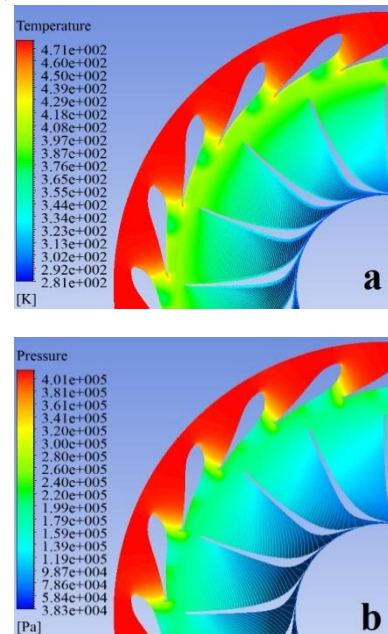 Temperature
4.71e+002
4.60e+002
4.50e+002
4.39e+002
4.29e+002
4.18e+002
4.08e+002
3.97e+002
3.87e+002
3.76e+002
3.65e+002
3.55e+002
3.44e+002
3.34e+002
3.23e+002
3.13e+002
3.02e+002
2.92e+002
2.81e+002
[K]
a
Pressure
4.01e+005
3.81e+005
3.61e+005
3.41e+005
3.20e+005
3.00e+005
2.80e+005
2.60e+005
2.40e+005
2.20e+005
1.99e+005
1.79e+005
1.59e+005
1.39e+005
1.19e+005
9.87e+004
7.86e+004
5.84e+004
3.83e+004
[Pa]
b